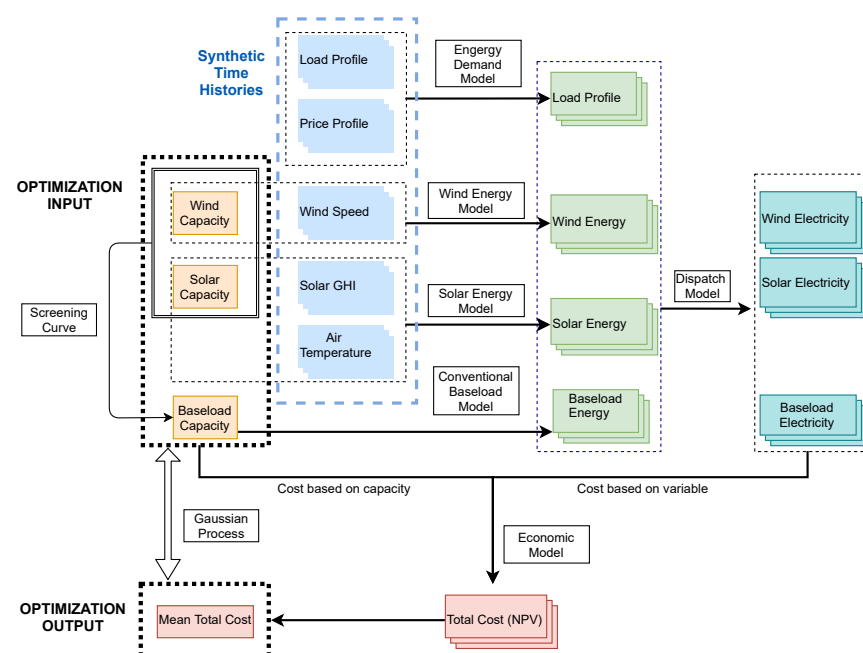 Synthetic
Time
Histories
Load Profile
Price Profile
Engergy
Demand
Model
Load Profile
OPTIMIZATION
INPUT
Wind
Capacity
Wind Speed
Wind Energy
Model
Wind Energy
Wind Electricity
Solar
Capacity
Solar GHI
Air
Temperature
Solar Energy
Model
Solar Energy
Dispatch
Model
Solar Electricity
Screening
Curve
Conventional
Baseload
Model
Baseload
Capacity
Baseload
Energy
Baseload
Electricity
Cost based on capacity
Cost based on variable
Gaussian
Process
Economic
Model
OPTIMIZATION
OUTPUT
Mean Total Cost
Total Cost (NPV)